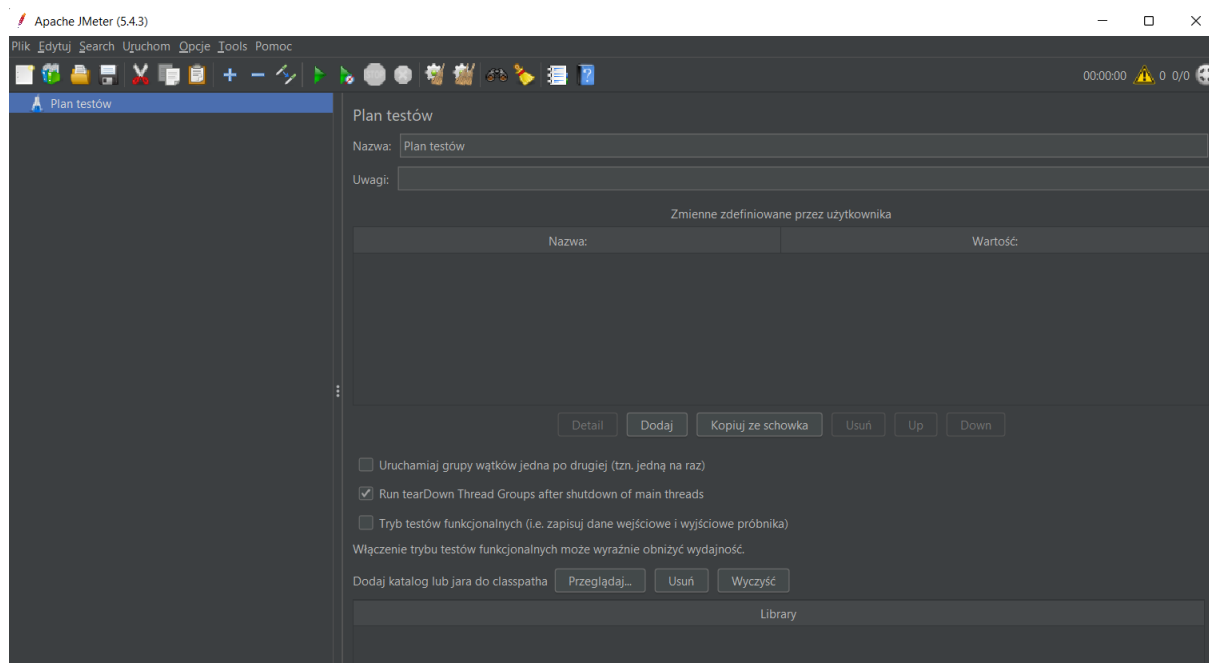 Apache JMeter (5.4.3)
Plik Edytuj Search Uruchom Opcje Tools Pomoc
00:00:00 0 0/0
Plan testów
Plan testów
Nazwa: Plan testów
Uwagi:
Zmienne zdefiniowane przez użytkownika
Nazwa: Wartość:
Detail Dodaj Kopiuj ze schowka Usuń Up Down
Uruchamiaj grupy wątków jedna po drugiej (tzn. jedną na raz)
Run tearDown Thread Groups after shutdown of main threads
Tryb testów funkcjonalnych (i.e. zapisuj dane wejściowe i wyjściowe próbnika)
Włączenie trybu testów funkcjonalnych może wyraźnie obniżyć wydajność.
Dodaj katalog lub jara do classpatha Przeglądaj... Usuń Wyczyść
Library